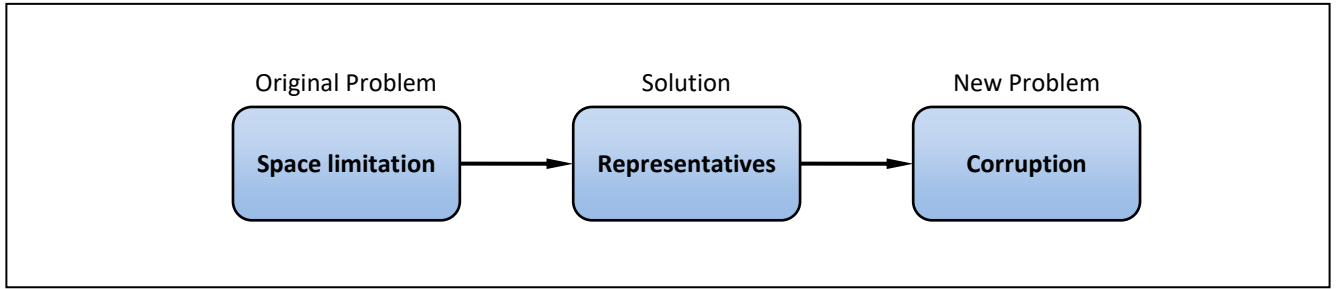 Original Problem
Solution
New Problem
Space limitation
Representatives
Corruption